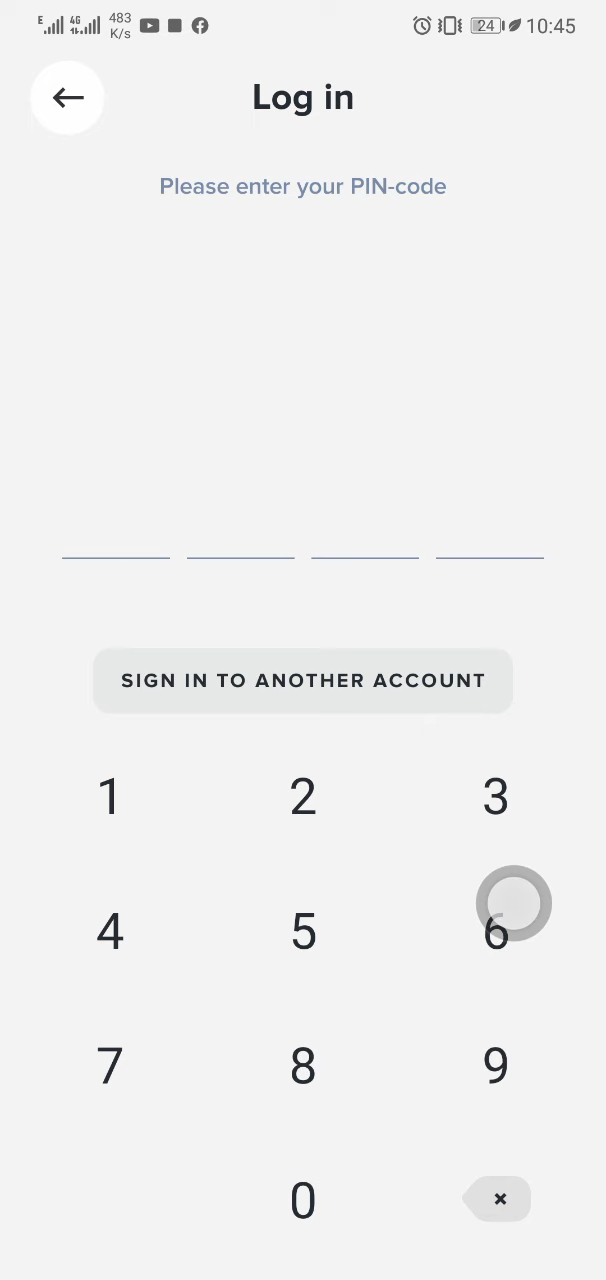 E 4G 483 K/s 24 10:45
Log in
Please enter your PIN-code
SIGN IN TO ANOTHER ACCOUNT
1 2 3
4 5 6
7 8 9
0